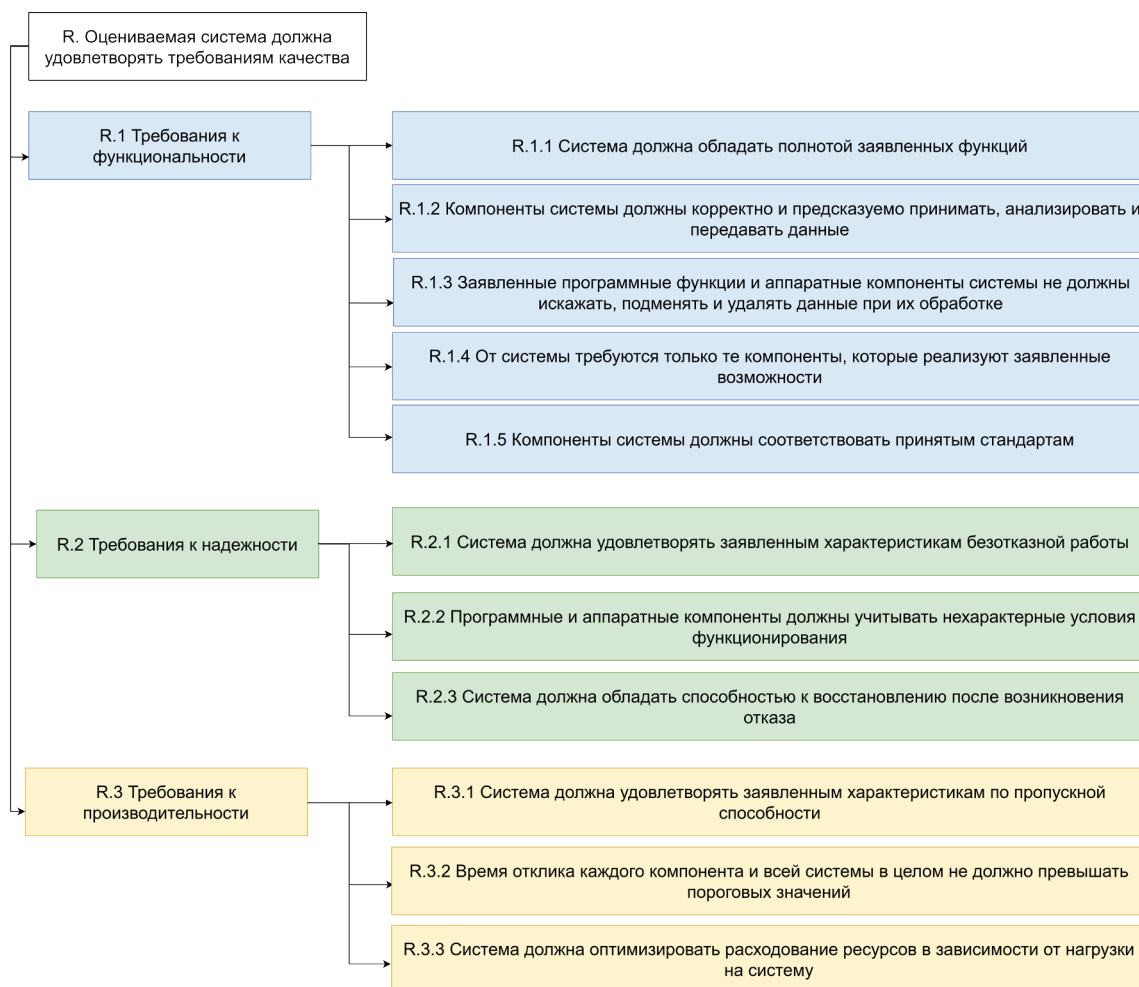 R. Оцениваемая система должна
удовлетворять требованиям качества
R.1 Требования к
функциональности
R.1.1 Система должна обладать полнотой заявленных функций
R.1.2 Компоненты системы должны корректно и предсказуемо принимать, анализировать и
передавать данные
R.1.3 Заявленные программные функции и аппаратные компоненты системы не должны
искажать, подменять и удалять данные при их обработке
R.1.4 От системы требуются только те компоненты, которые реализуют заявленные
возможности
R.1.5 Компоненты системы должны соответствовать принятым стандартам
R.2 Требования к надежности
R.2.1 Система должна удовлетворять заявленным характеристикам безотказной работы
R.2.2 Программные и аппаратные компоненты должны учитывать нехарактерные условия
функционирования
R.2.3 Система должна обладать способностью к восстановлению после возникновения
отказа
R.3 Требования к
производительности
R.3.1 Система должна удовлетворять заявленным характеристикам по пропускной
способности
R.3.2 Время отклика каждого компонента и всей системы в целом не должно превышать
пороговых значений
R.3.3 Система должна оптимизировать расходование ресурсов в зависимости от нагрузки
на систему